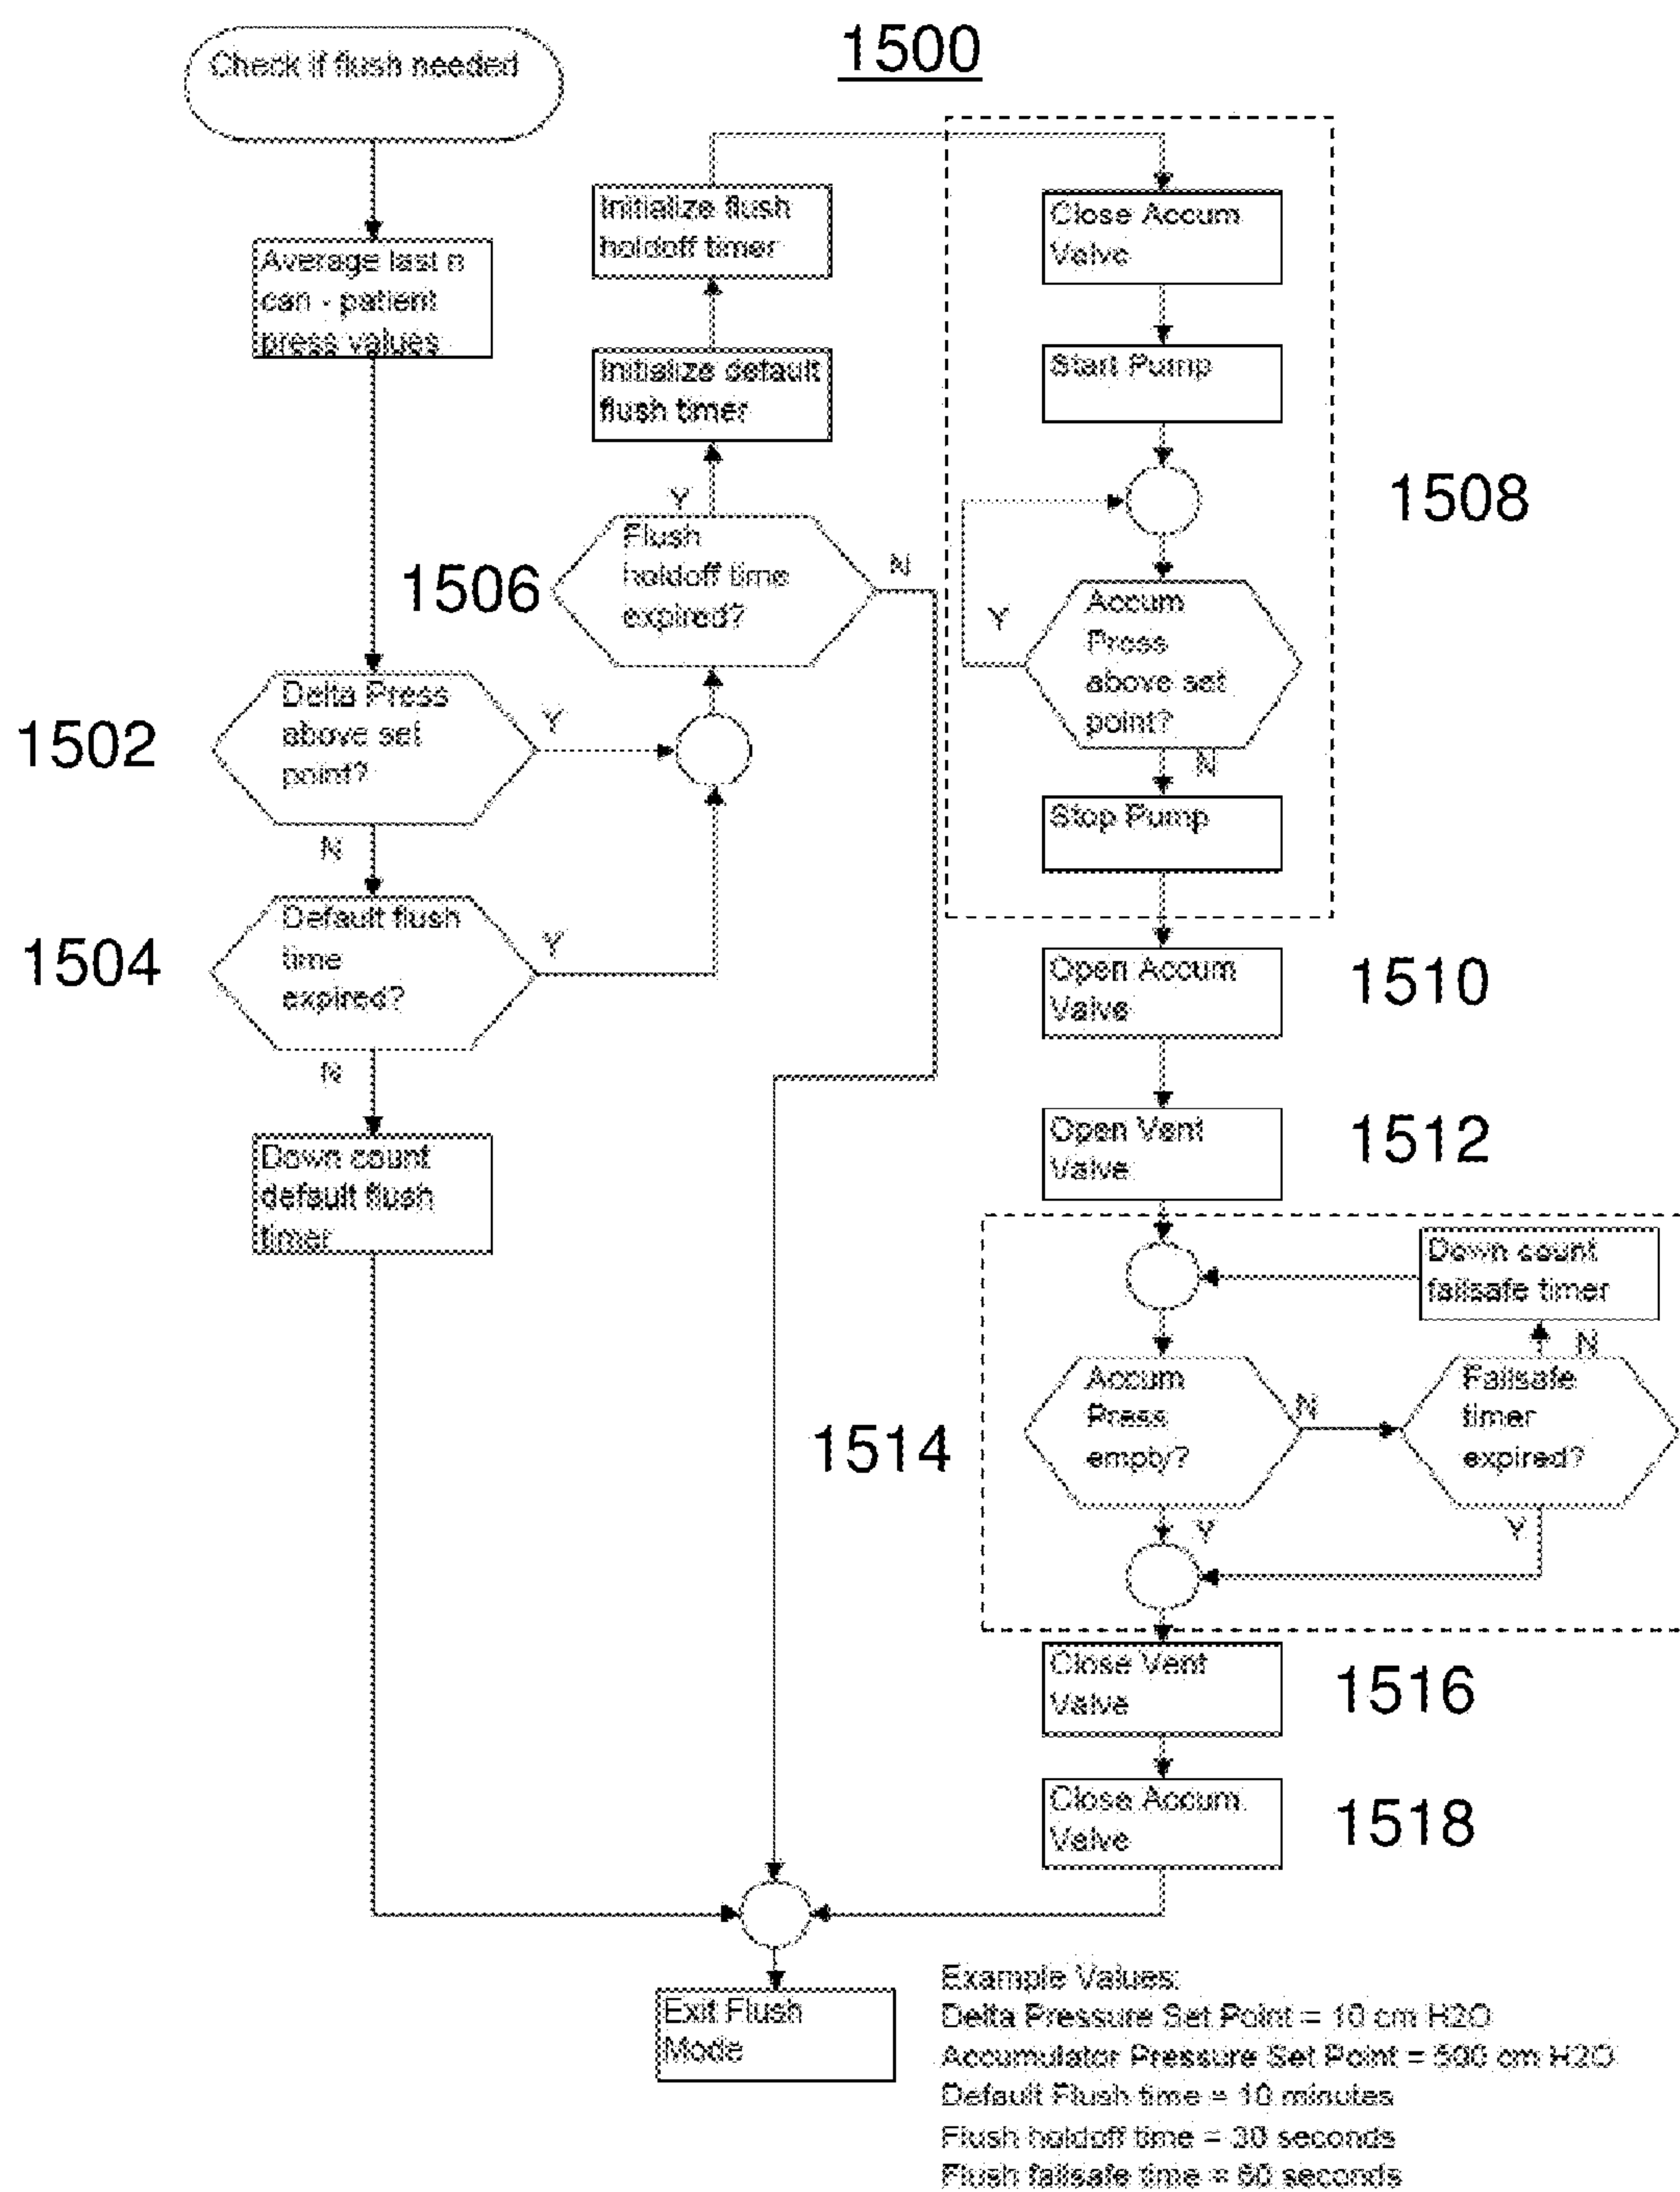 1500
Check if flush needed
Average last n
can - patient
press values
Initialize flush
holdoff timer
Initialize default
flush timer
Y
1506
Flush
holdoff time
expired?
N
1502
Delta Press
above set
point?
Y
N
1504
Default flush
time
expired?
Y
N
Down count
default flush
timer
Close Accum
Valve
Start Pump
1508
Y
Accum
Press
above set
point?
N
Stop Pump
Open Accum
Valve
1510
Open Vent
Valve
1512
Down count
failsafe timer
N
1514
Accum
Press
empty?
N
Failsafe
timer
expired?
Y
Y
Close Vent
Valve
1516
Close Accum
Valve
1518
Exit Flush
Mode
Example Values:
Delta Pressure Set Point = 10 cm H2O
Accumulator Pressure Set Point = 500 cm H2O
Default Flush time = 10 minutes
Flush holdoff time = 30 seconds
Flush failsafe time = 60 seconds